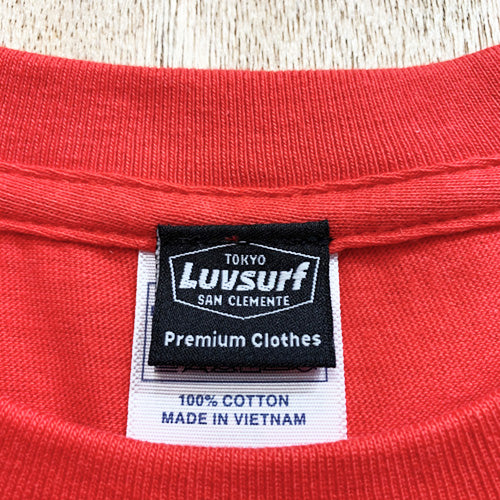 TOKYO
Luvsurf
SAN CLEMENTE
Premium Clothes
100% COTTON
MADE IN VIETNAM